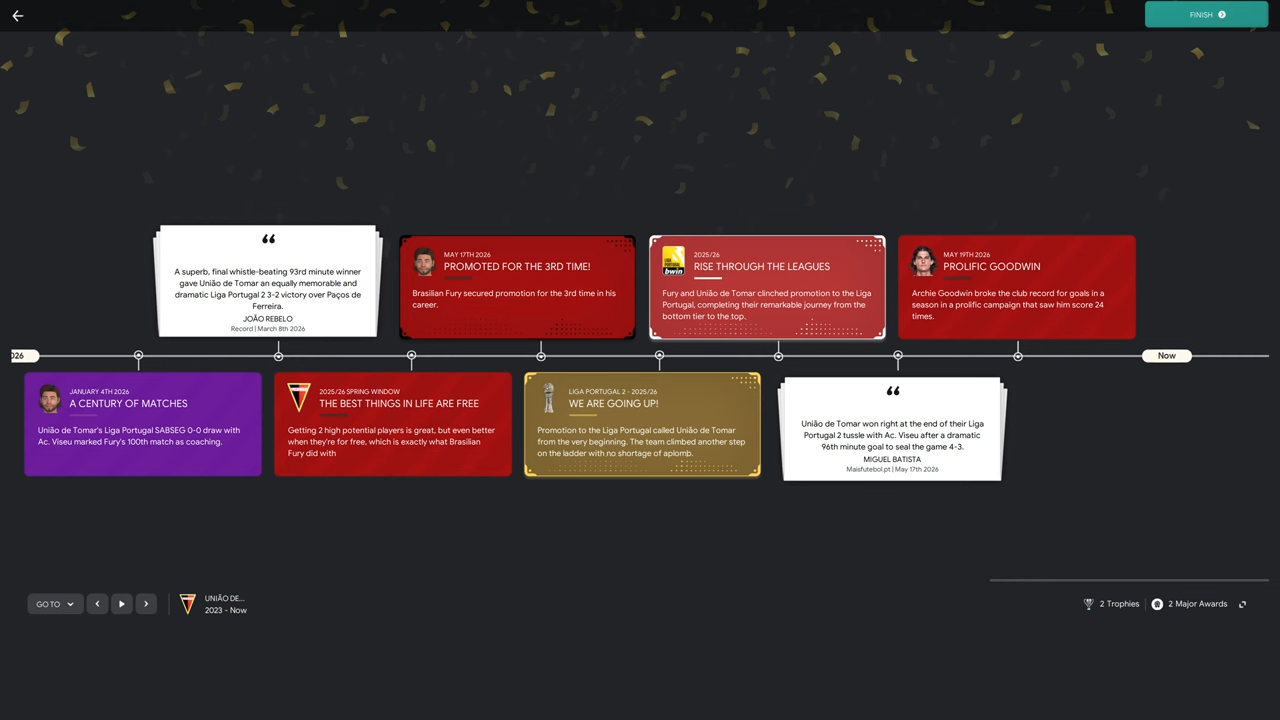 FINISH
A superb, final whistle-beating 93rd minute winner
gave União de Tomar an equally memorable and
dramatic Liga Portugal 2 3-2 victory over Paços de
Ferreira.
JOÃO REBELO
Record | March 8th 2026
MAY 17TH 2026
PROMOTED FOR THE 3RD TIME!
Brasilian Fury secured promotion for the 3rd time in his
career.
PORTUGAL
bwin
2025/26
RISE THROUGH THE LEAGUES
Fury and União de Tomar clinched promotion to the Liga
Portugal, completing their remarkable journey from the
bottom tier to the top.
MAY 19TH 2026
PROLIFIC GOODWIN
Archie Goodwin broke the club record for goals in a
season in a prolific campaign that saw him score 24
times.
026
Now
JANUARY 4TH 2026
A CENTURY OF MATCHES
União de Tomar's Liga Portugal SABSEG 0-0 draw with
Ac. Viseu marked Fury's 100th match as coaching.
2025/26 SPRING WINDOW
THE BEST THINGS IN LIFE ARE FREE
Getting 2 high potential players is great, but even better
when they're for free, which is exactly what Brasilian
Fury did with
LIGA PORTUGAL 2 - 2025/26
WE ARE GOING UP!
Promotion to the Liga Portugal called União de Tomar
from the very beginning. The team climbed another step
on the ladder with no shortage of aplomb.
União de Tomar won right at the end of their Liga
Portugal 2 tussle with Ac. Viseu after a dramatic
96th minute goal to seal the game 4-3.
MIGUEL BATISTA
Maisfutebol.pt | May 17th 2026
GO TO
UNIÃO DE...
2023 - Now
2 Trophies
2 Major Awards